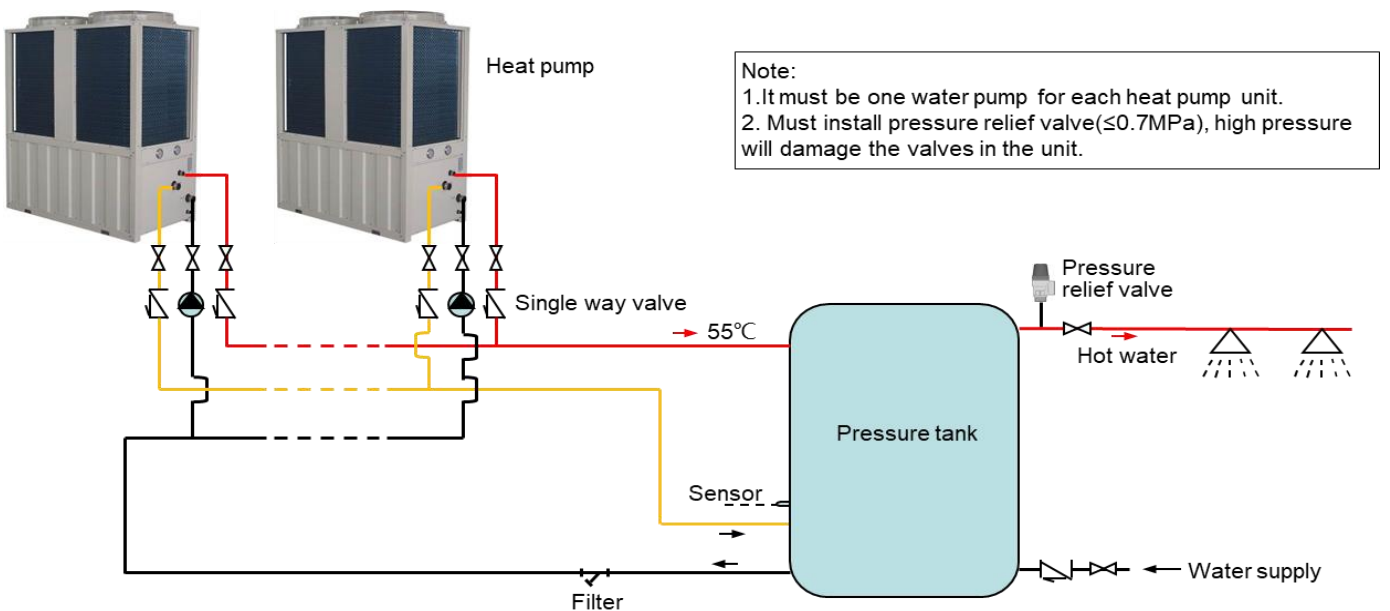 Heat pump
Note:
1.It must be one water pump for each heat pump unit.
2. Must install pressure relief valve(≤0.7MPa), high pressure
will damage the valves in the unit.
Pressure
relief valve
Single way valve
55℃
Hot water
Pressure tank
Sensor
Water supply
Filter